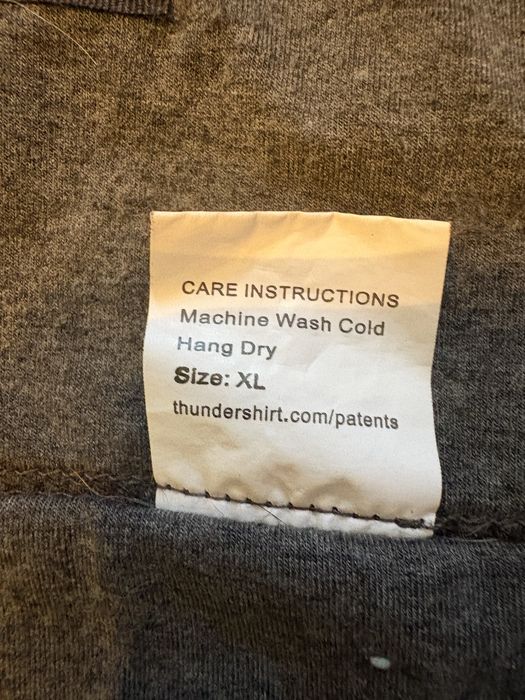 CARE INSTRUCTIONS
Machine Wash Cold
Hang Dry
Size: XL
thundershirt.com/patents